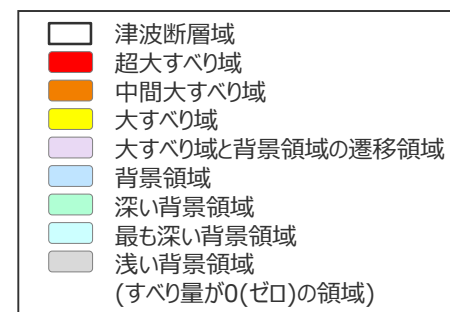 津波断層域
超大すべり域
中間大すべり域
大すべり域
大すべり域と背景領域の遷移領域
背景領域
深い背景領域
最も深い背景領域
浅い背景領域
(すべり量が0(ゼロ)の領域)